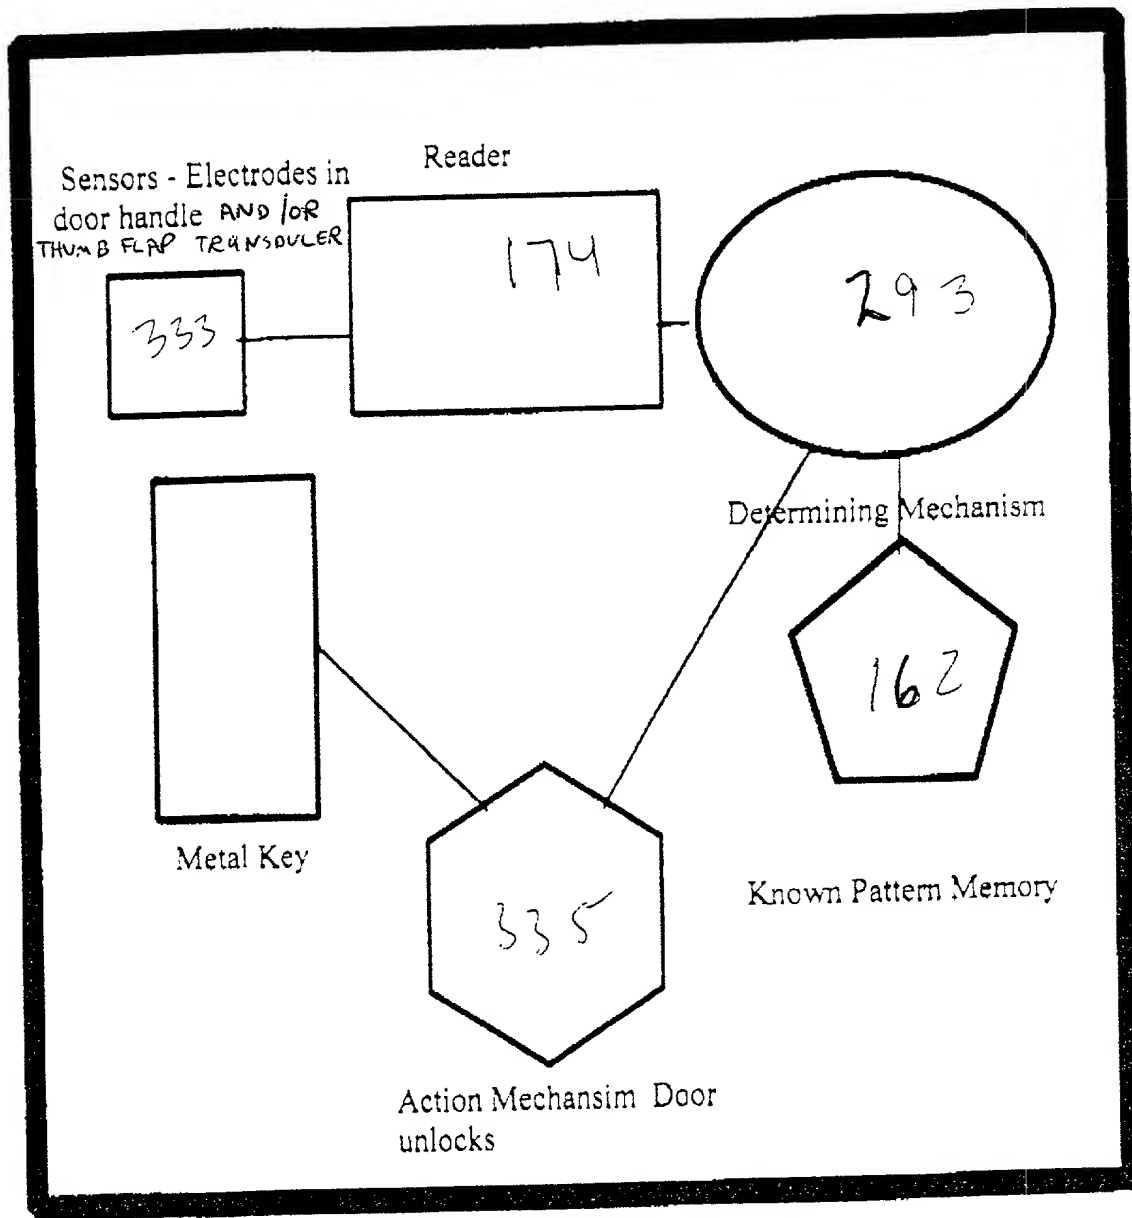 Reader
Sensors - Electrodes in
door handle AND/OR
THUMB FLAP TRANSDUCER
174
293
333
Determining Mechanism
162
Metal Key
Known Pattern Memory
335
Action Mechansim Door
unlocks